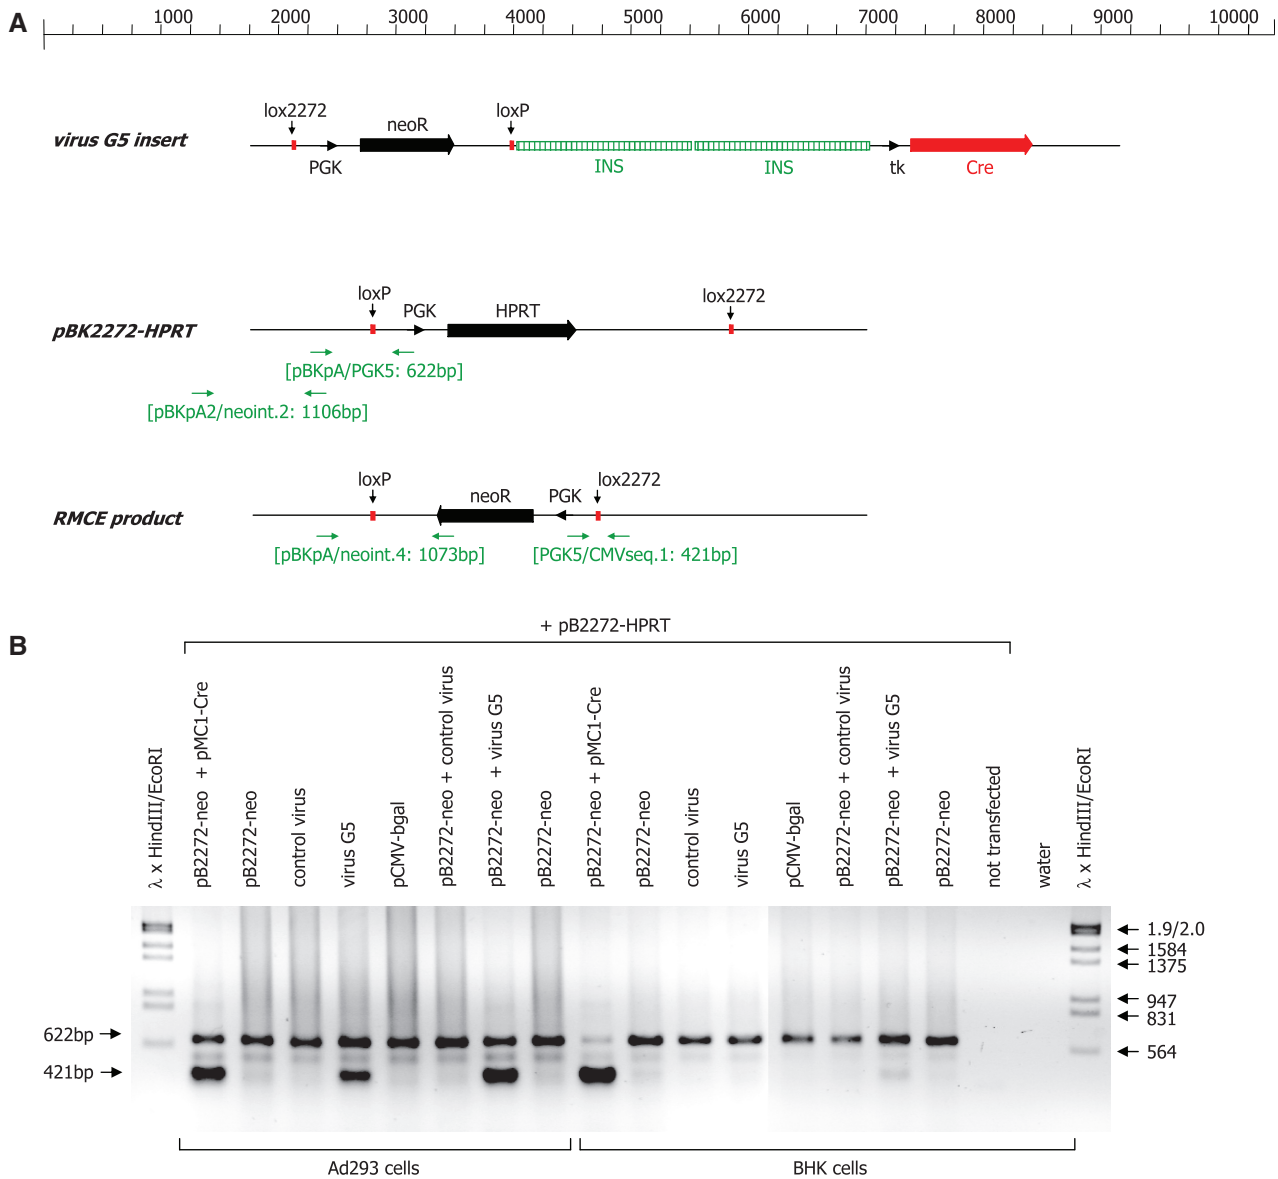 A
1000 2000 3000 4000 5000 6000 7000 8000 9000 10000
virus G5 insert
lox2272
neoR
loxP
PGK
INS
INS
tk
Cre
pBK2272-HPRT
loxP
PGK
HPRT
lox2272
[pBKpA/PGK5: 622bp]
[pBKpA2/neoint.2: 1106bp]
RMCE product
loxP
neoR
PGK
lox2272
[pBKpA/neoint.4: 1073bp]
[PGK5/CMVseq.1: 421bp]
B
+ pB2272-HPRT
λ x HindIII/EcoRI
pB2272-neo + pMC1-Cre
pB2272-neo
control virus
virus G5
pCMV-bgal
pB2272-neo + control virus
pB2272-neo + virus G5
pB2272-neo
pB2272-neo + pMC1-Cre
pB2272-neo
control virus
virus G5
pCMV-bgal
pB2272-neo + control virus
pB2272-neo + virus G5
pB2272-neo
not transfected
water
λ x HindIII/EcoRI
622bp
421bp
1.9/2.0
1584
1375
947
831
564
Ad293 cells
BHK cells